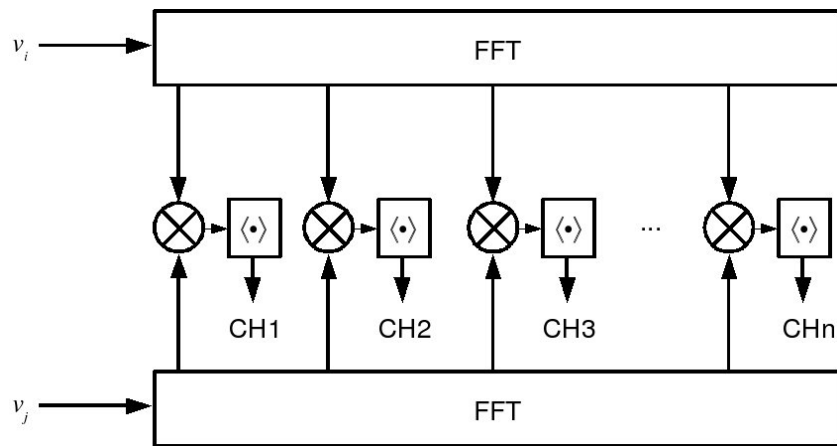 v_i
FFT
⟨•⟩ ⟨•⟩ ⟨•⟩ ... ⟨•⟩
CH1 CH2 CH3 CHn
v_j
FFT